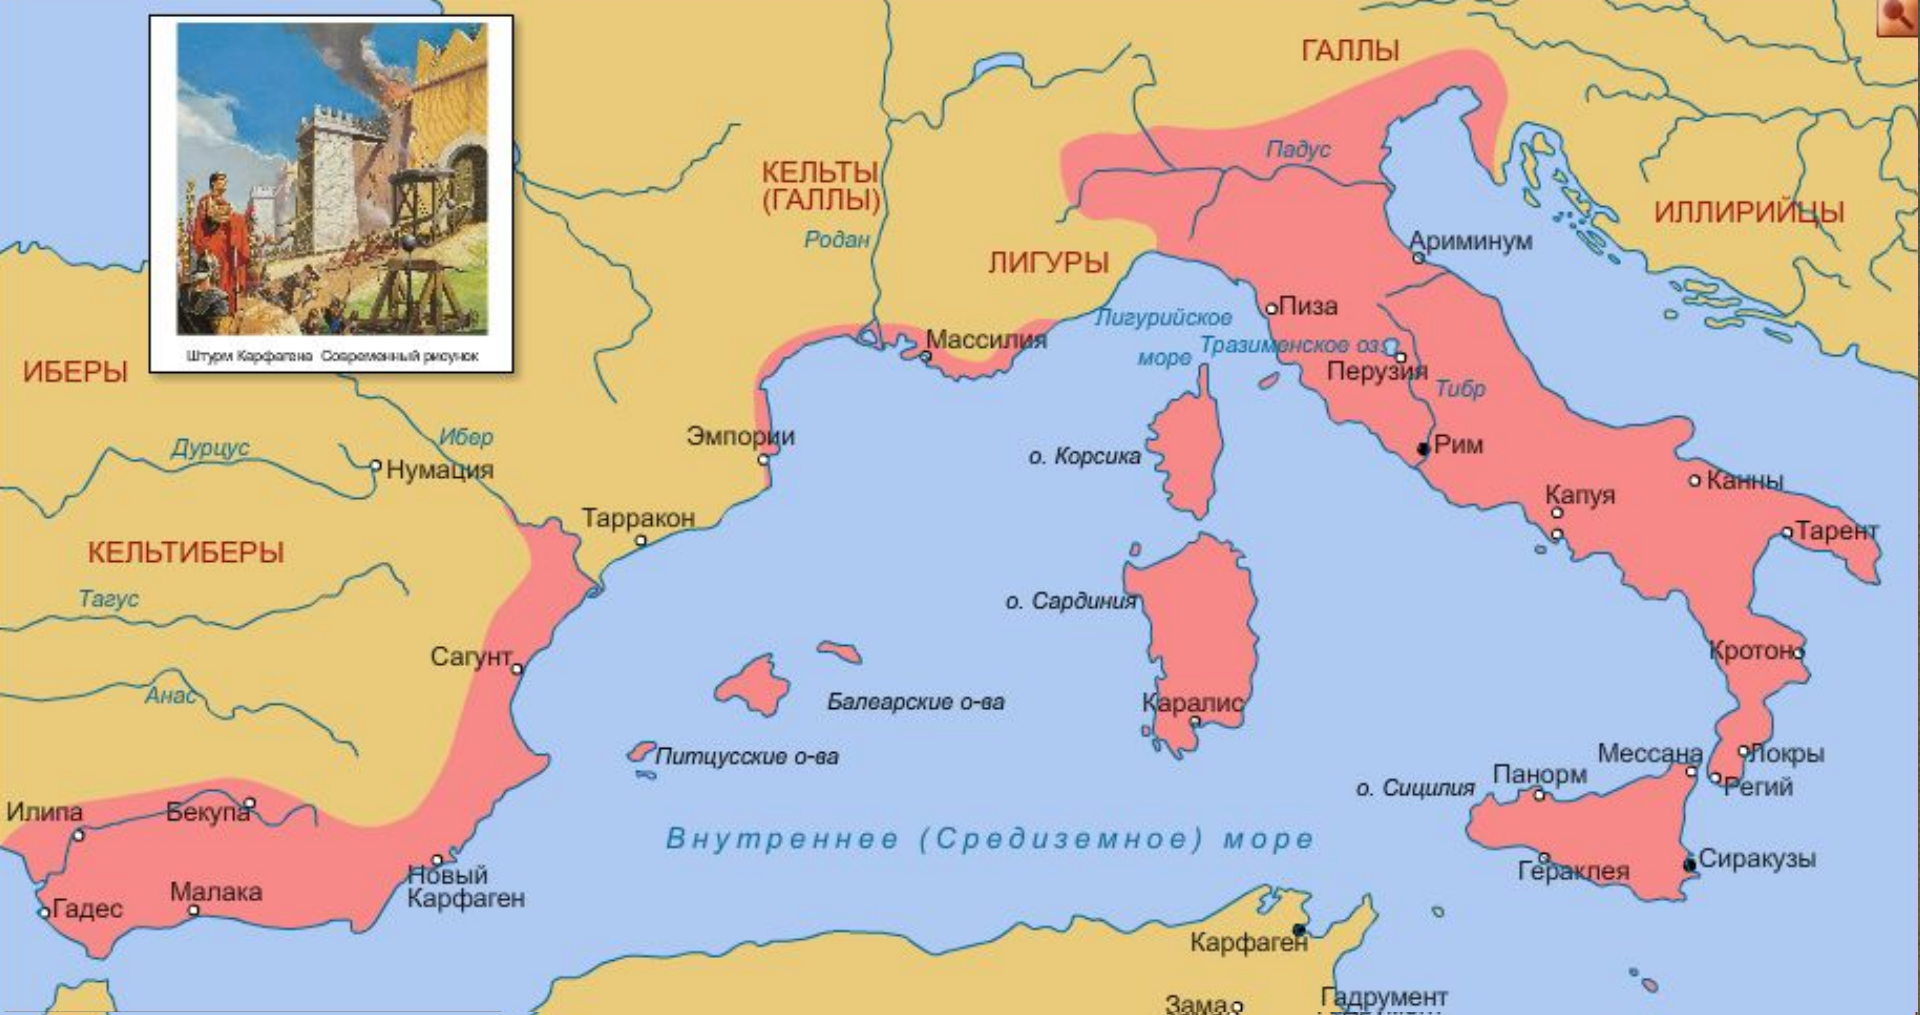 ГАЛЛЫ
Падус
КЕЛЬТЫ
(ГАЛЛЫ)
ИЛЛИРИЙЦЫ
Родан
Ариминум
ЛИГУРЫ
Пиза
Лигурийское
море
Массилия
Тразименское оз.
Штурм Карфагена Современный рисунок
ИБЕРЫ
Перузия
Тибр
Эмпории
Ибер
Дурцус
Рим
о. Корсика
Нумация
Канны
Капуя
Тарракон
Тарент
КЕЛЬТИБЕРЫ
Тагус
о. Сардиния
Сагунт
Кротон
Анас
Балеарские о-ва
Каралис
Питцусские о-ва
Мессана
Локры
Панорм
о. Сицилия
Регий
Илипа
Бекупа
Внутреннее (Средиземное) море
Сиракузы
Гераклея
Новый
Карфаген
Малака
Гадес
Карфаген
Зама
Гадрумент